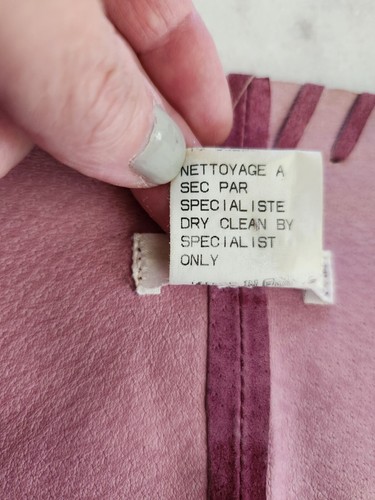 NETTOYAGE A
SEC PAR
SPECIALISTE
DRY CLEAN BY
SPECIALIST
ONLY